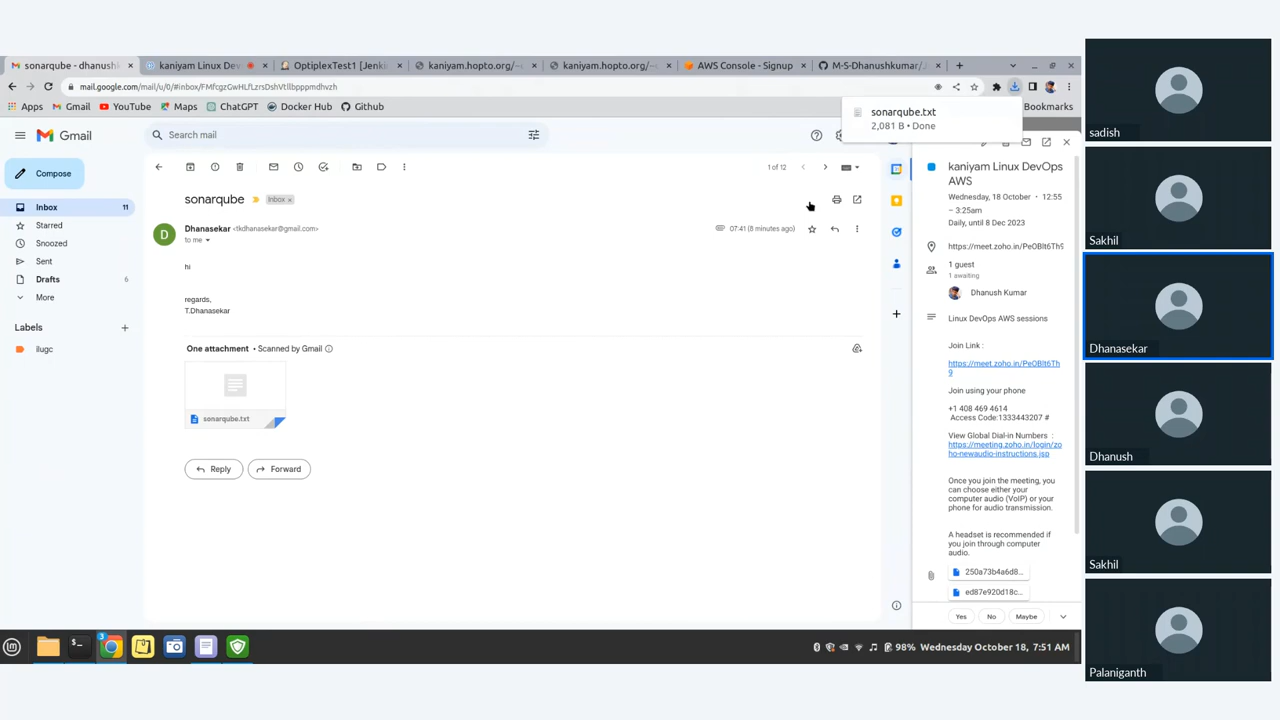 sonarqube - dhanush
kaniyam Linux Dev
OptiplexTest1 [Jenk
kaniyam.hopto.org/
kaniyam.hopto.org/
AWS Console - Signup
M-S-Dhanushkumar/
mail.google.com/mail/u/0/#inbox/FMfcgzGwHLfLzrsDshVtllbpppmdhvzh
Apps
Gmail
YouTube
Maps
ChatGPT
Docker Hub
Github
Bookmarks
sonarqube.txt
2,081 B • Done
Gmail
Search mail
Compose
Inbox 11
Starred
Snoozed
Sent
Drafts 6
More
Labels
ilugc
1 of 12
sonarqube
Inbox ×
Dhanasekar <tkdhanasekar@gmail.com>
07:41 (8 minutes ago)
to me
hi
regards,
T.Dhanasekar
One attachment • Scanned by Gmail
sonarqube.txt
Reply
Forward
kaniyam Linux DevOps
AWS
Wednesday, 18 October • 12:55
– 3:25am
Daily, until 8 Dec 2023
https://meet.zoho.in/PeOBlt6Th9
1 guest
1 awaiting
Dhanush Kumar
Linux DevOps AWS sessions
Join Link :
https://meet.zoho.in/PeOBlt6Th
9
Join using your phone
+1 408 469 4614
Access Code:1333443207 #
View Global Dial-in Numbers :
https://meeting.zoho.in/login/zo
ho-newaudio-instructions.jsp
Once you join the meeting, you
can choose either your
computer audio (VoIP) or your
phone for audio transmission.
A headset is recommended if
you join through computer
audio.
250a73b4a6d8...
ed87e920d18c...
Yes
No
Maybe
3
98% Wednesday October 18, 7:51 AM
sadish
Sakhil
Dhanasekar
Dhanush
Sakhil
Palaniganth